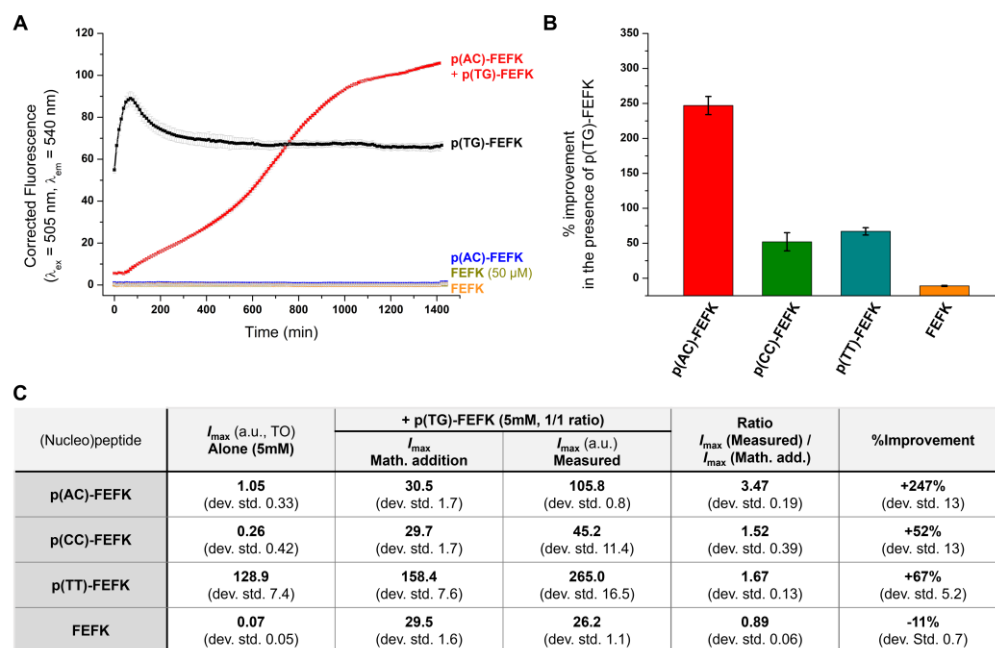 A
Corrected Fluorescence
(λex = 505 nm, λem = 540 nm)
120
100
80
60
40
20
0
p(AC)-FEFK
+ p(TG)-FEFK
p(TG)-FEFK
p(AC)-FEFK
FEFK (50 µM)
FEFK
0 200 400 600 800 1000 1200 1400
Time (min)
B
% improvement
in the presence of p(TG)-FEFK
350
300
250
200
150
100
50
0
p(AC)-FEFK
p(CC)-FEFK
p(TT)-FEFK
FEFK
C
(Nucleo)peptide
Imax (a.u., TO)
Alone (5mM)
+ p(TG)-FEFK (5mM, 1/1 ratio)
Imax
Math. addition
Imax (a.u.)
Measured
Ratio
Imax (Measured) /
Imax (Math. add.)
%Improvement
p(AC)-FEFK
1.05
(dev. std. 0.33)
30.5
(dev. std. 1.7)
105.8
(dev. std. 0.8)
3.47
(dev. std. 0.19)
+247%
(dev. std. 13)
p(CC)-FEFK
0.26
(dev. std. 0.42)
29.7
(dev. std. 1.7)
45.2
(dev. std. 11.4)
1.52
(dev. std. 0.39)
+52%
(dev. std. 13)
p(TT)-FEFK
128.9
(dev. std. 7.4)
158.4
(dev. std. 7.6)
265.0
(dev. std. 16.5)
1.67
(dev. std. 0.13)
+67%
(dev. std. 5.2)
FEFK
0.07
(dev. std. 0.05)
29.5
(dev. std. 1.6)
26.2
(dev. std. 1.1)
0.89
(dev. std. 0.06)
-11%
(dev. Std. 0.7)